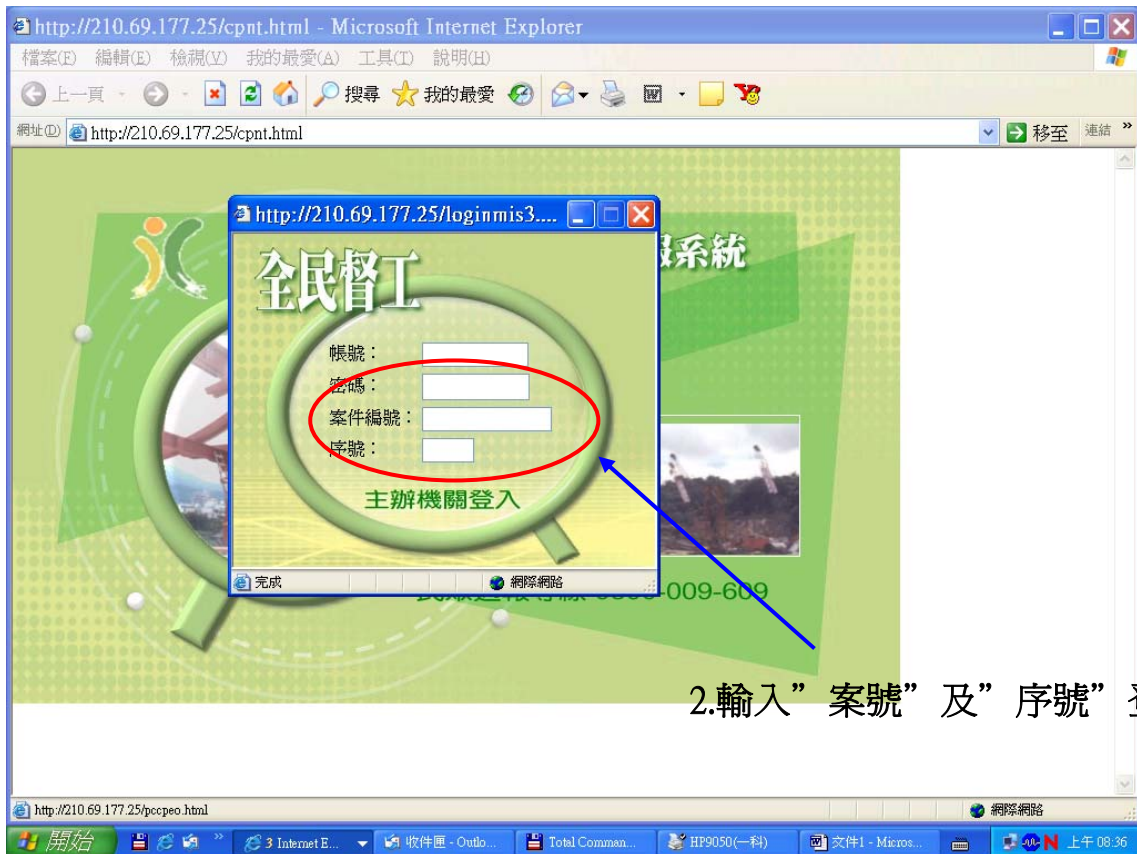 http://210.69.177.25/cpnt.html - Microsoft Internet Explorer
檔案(F) 編輯(E) 檢視(V) 我的最愛(A) 工具(T) 說明(H)
上一頁 搜尋 我的最愛
網址(D) http://210.69.177.25/cpnt.html 移至 連結 »
http://210.69.177.25/loginmis3....
報系統
全民督工
帳號：
密碼：
案件編號：
序號：
主辦機關登入
完成 網際網路
-009-609
2.輸入”案號”及”序號”登
http://210.69.177.25/pccpeo.html 網際網路
開始 » 3 Internet E... 收件匣 - Outlo... Total Comman... HP9050(一科) 文件1 - Micros... 上午 08:36